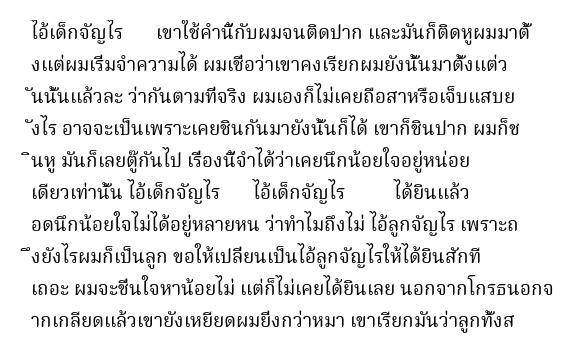 ไอ้เด็กจัญไร      เขาใช้คำนี้กับผมจนติดปาก และมันก็ติดหูผมมาตั้
งแต่ผมเริ่มจำความได้ ผมเชื่อว่าเขาคงเรียกผมยังนั้นมาตั้งแต่ว
ันนั้นแล้วละ ว่ากันตามที่จริง ผมเองก็ไม่เคยถือสาหรือเจ็บแสบย
ังไร อาจจะเป็นเพราะเคยชินกันมายังนั้นก็ได้ เขาก็ชินปาก ผมก็ช
ินหู มันก็เลยตู๊กันไป เรื่องนี้จำได้ว่าเคยนึกน้อยใจอยู่หน่อย
เดียวเท่านั้น ไอ้เด็กจัญไร      ไอ้เด็กจัญไร         ได้ยินแล้ว
อดนึกน้อยใจไม่ได้อยู่หลายหน ว่าทำไมถึงไม่ ไอ้ลูกจัญไร เพราะถ
ึงยังไรผมก็เป็นลูก ขอให้เปลี่ยนเป็นไอ้ลูกจัญไรให้ได้ยินสักที
เถอะ ผมจะชื่นใจหาน้อยไม่ แต่ก็ไม่เคยได้ยินเลย นอกจากโกรธนอกจ
ากเกลียดแล้วเขายังเหยียดผมยิ่งกว่าหมา เขาเรียกมันว่าลูกทั้งส